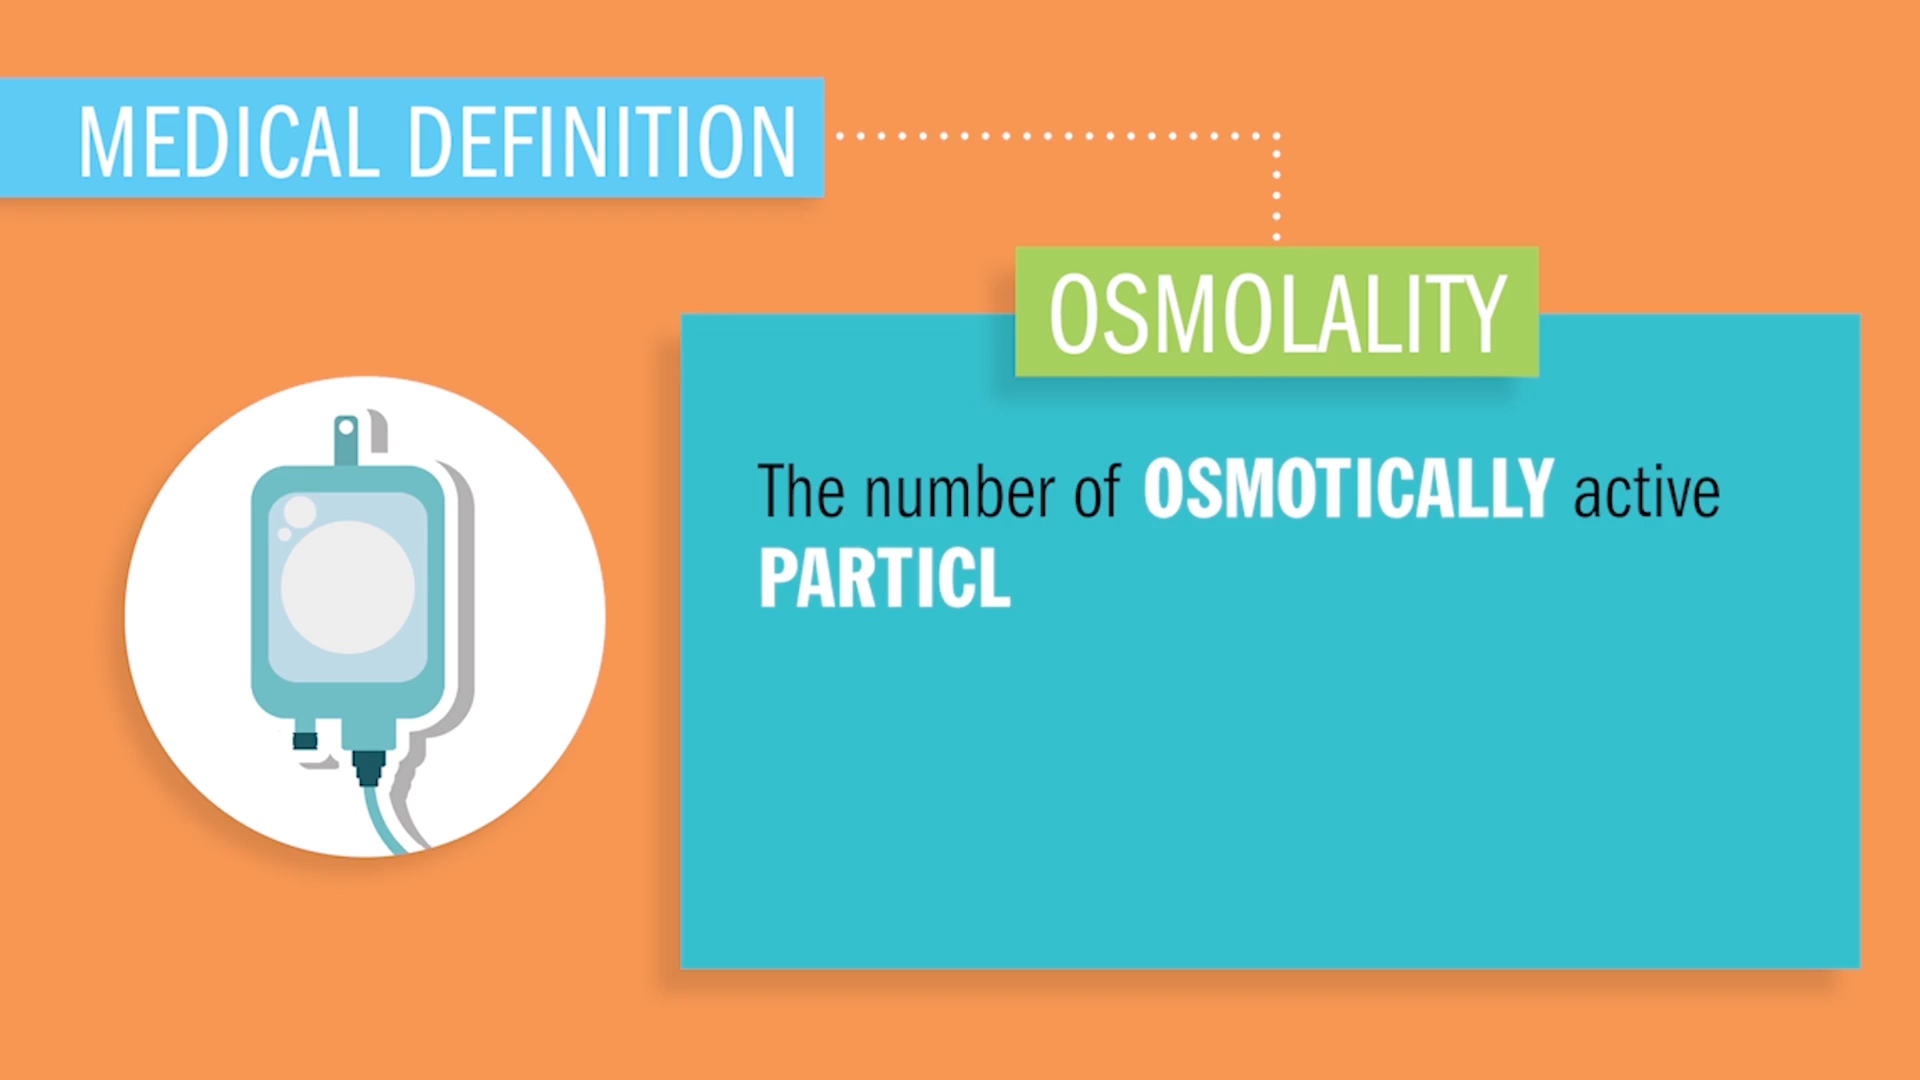 MEDICAL DEFINITION
OSMOLALITY
The number of OSMOTICALLY active
PARTICL